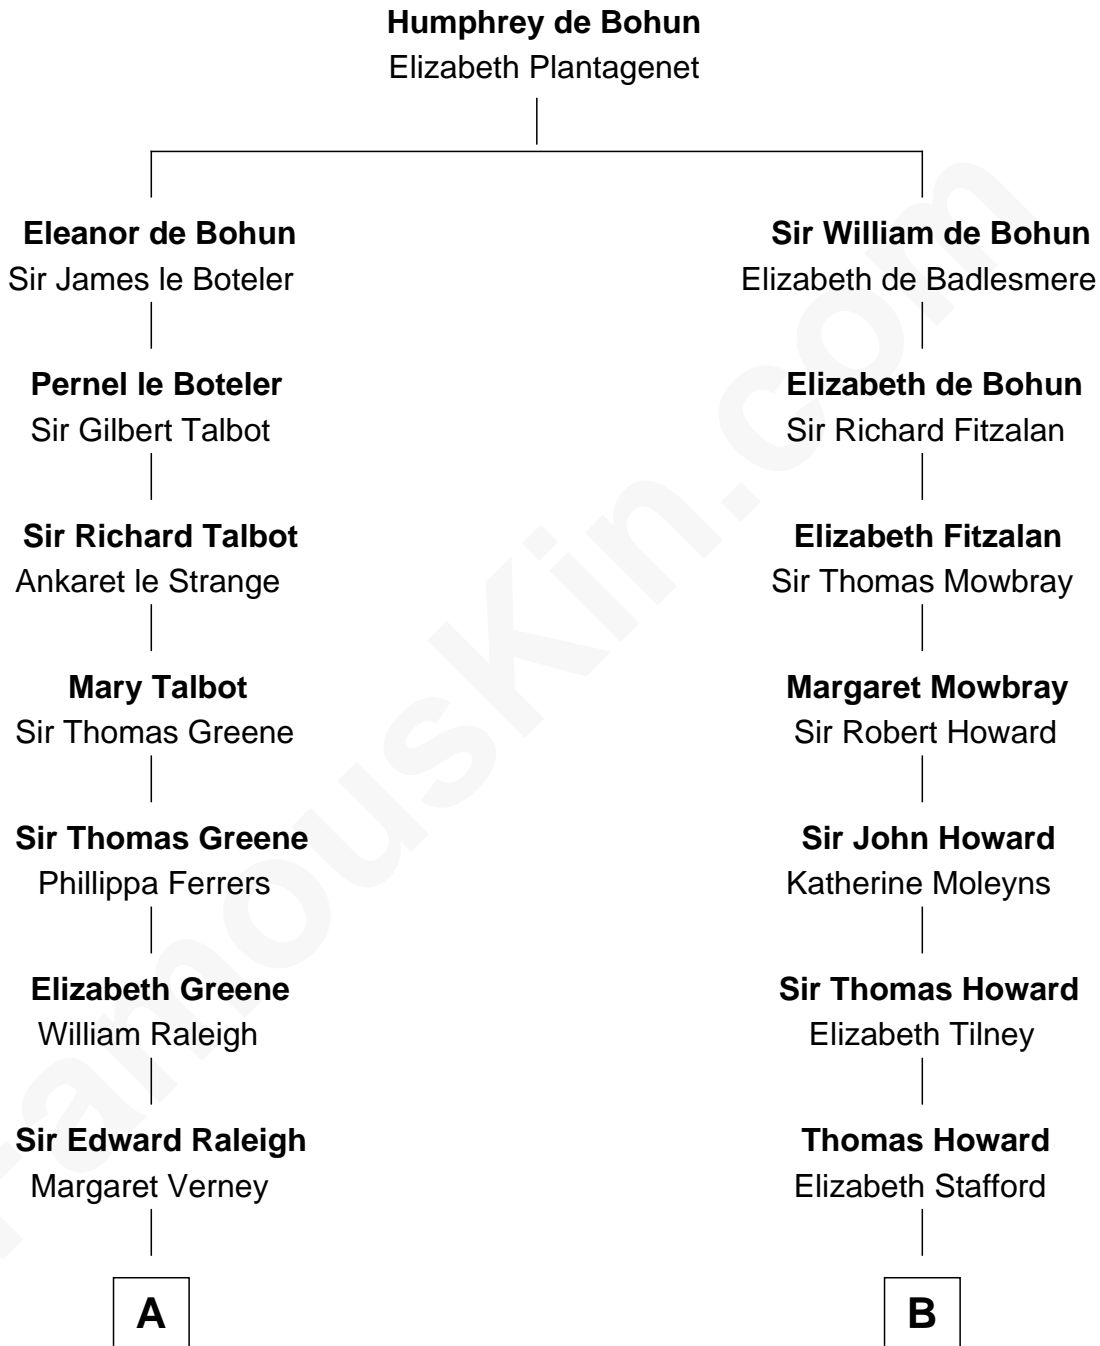 Humphrey de Bohun
Elizabeth Plantagenet
Eleanor de Bohun
Sir James le Boteler
Pernel le Boteler
Sir Gilbert Talbot
Sir Richard Talbot
Ankaret le Strange
Mary Talbot
Sir Thomas Greene
Sir Thomas Greene
Phillippa Ferrers
Elizabeth Greene
William Raleigh
Sir Edward Raleigh
Margaret Verney
A
Sir William de Bohun
Elizabeth de Badlesmere
Elizabeth de Bohun
Sir Richard Fitzalan
Elizabeth Fitzalan
Sir Thomas Mowbray
Margaret Mowbray
Sir Robert Howard
Sir John Howard
Katherine Moleyns
Sir Thomas Howard
Elizabeth Tilney
Thomas Howard
Elizabeth Stafford
B
FamousKin.com